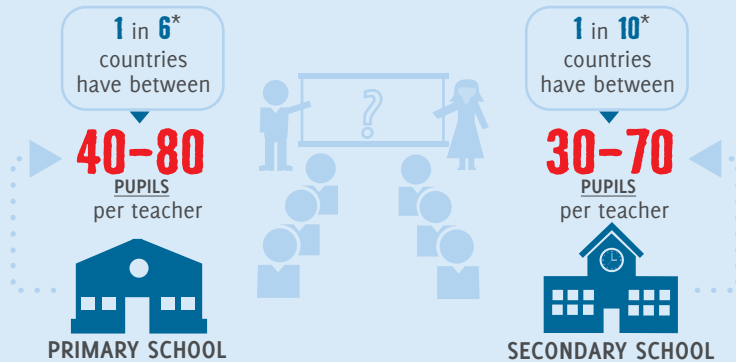 1 in 6*
countries
have between
40–80
PUPILS
per teacher
PRIMARY SCHOOL
?
1 in 10*
countries
have between
30–70
PUPILS
per teacher
SECONDARY SCHOOL